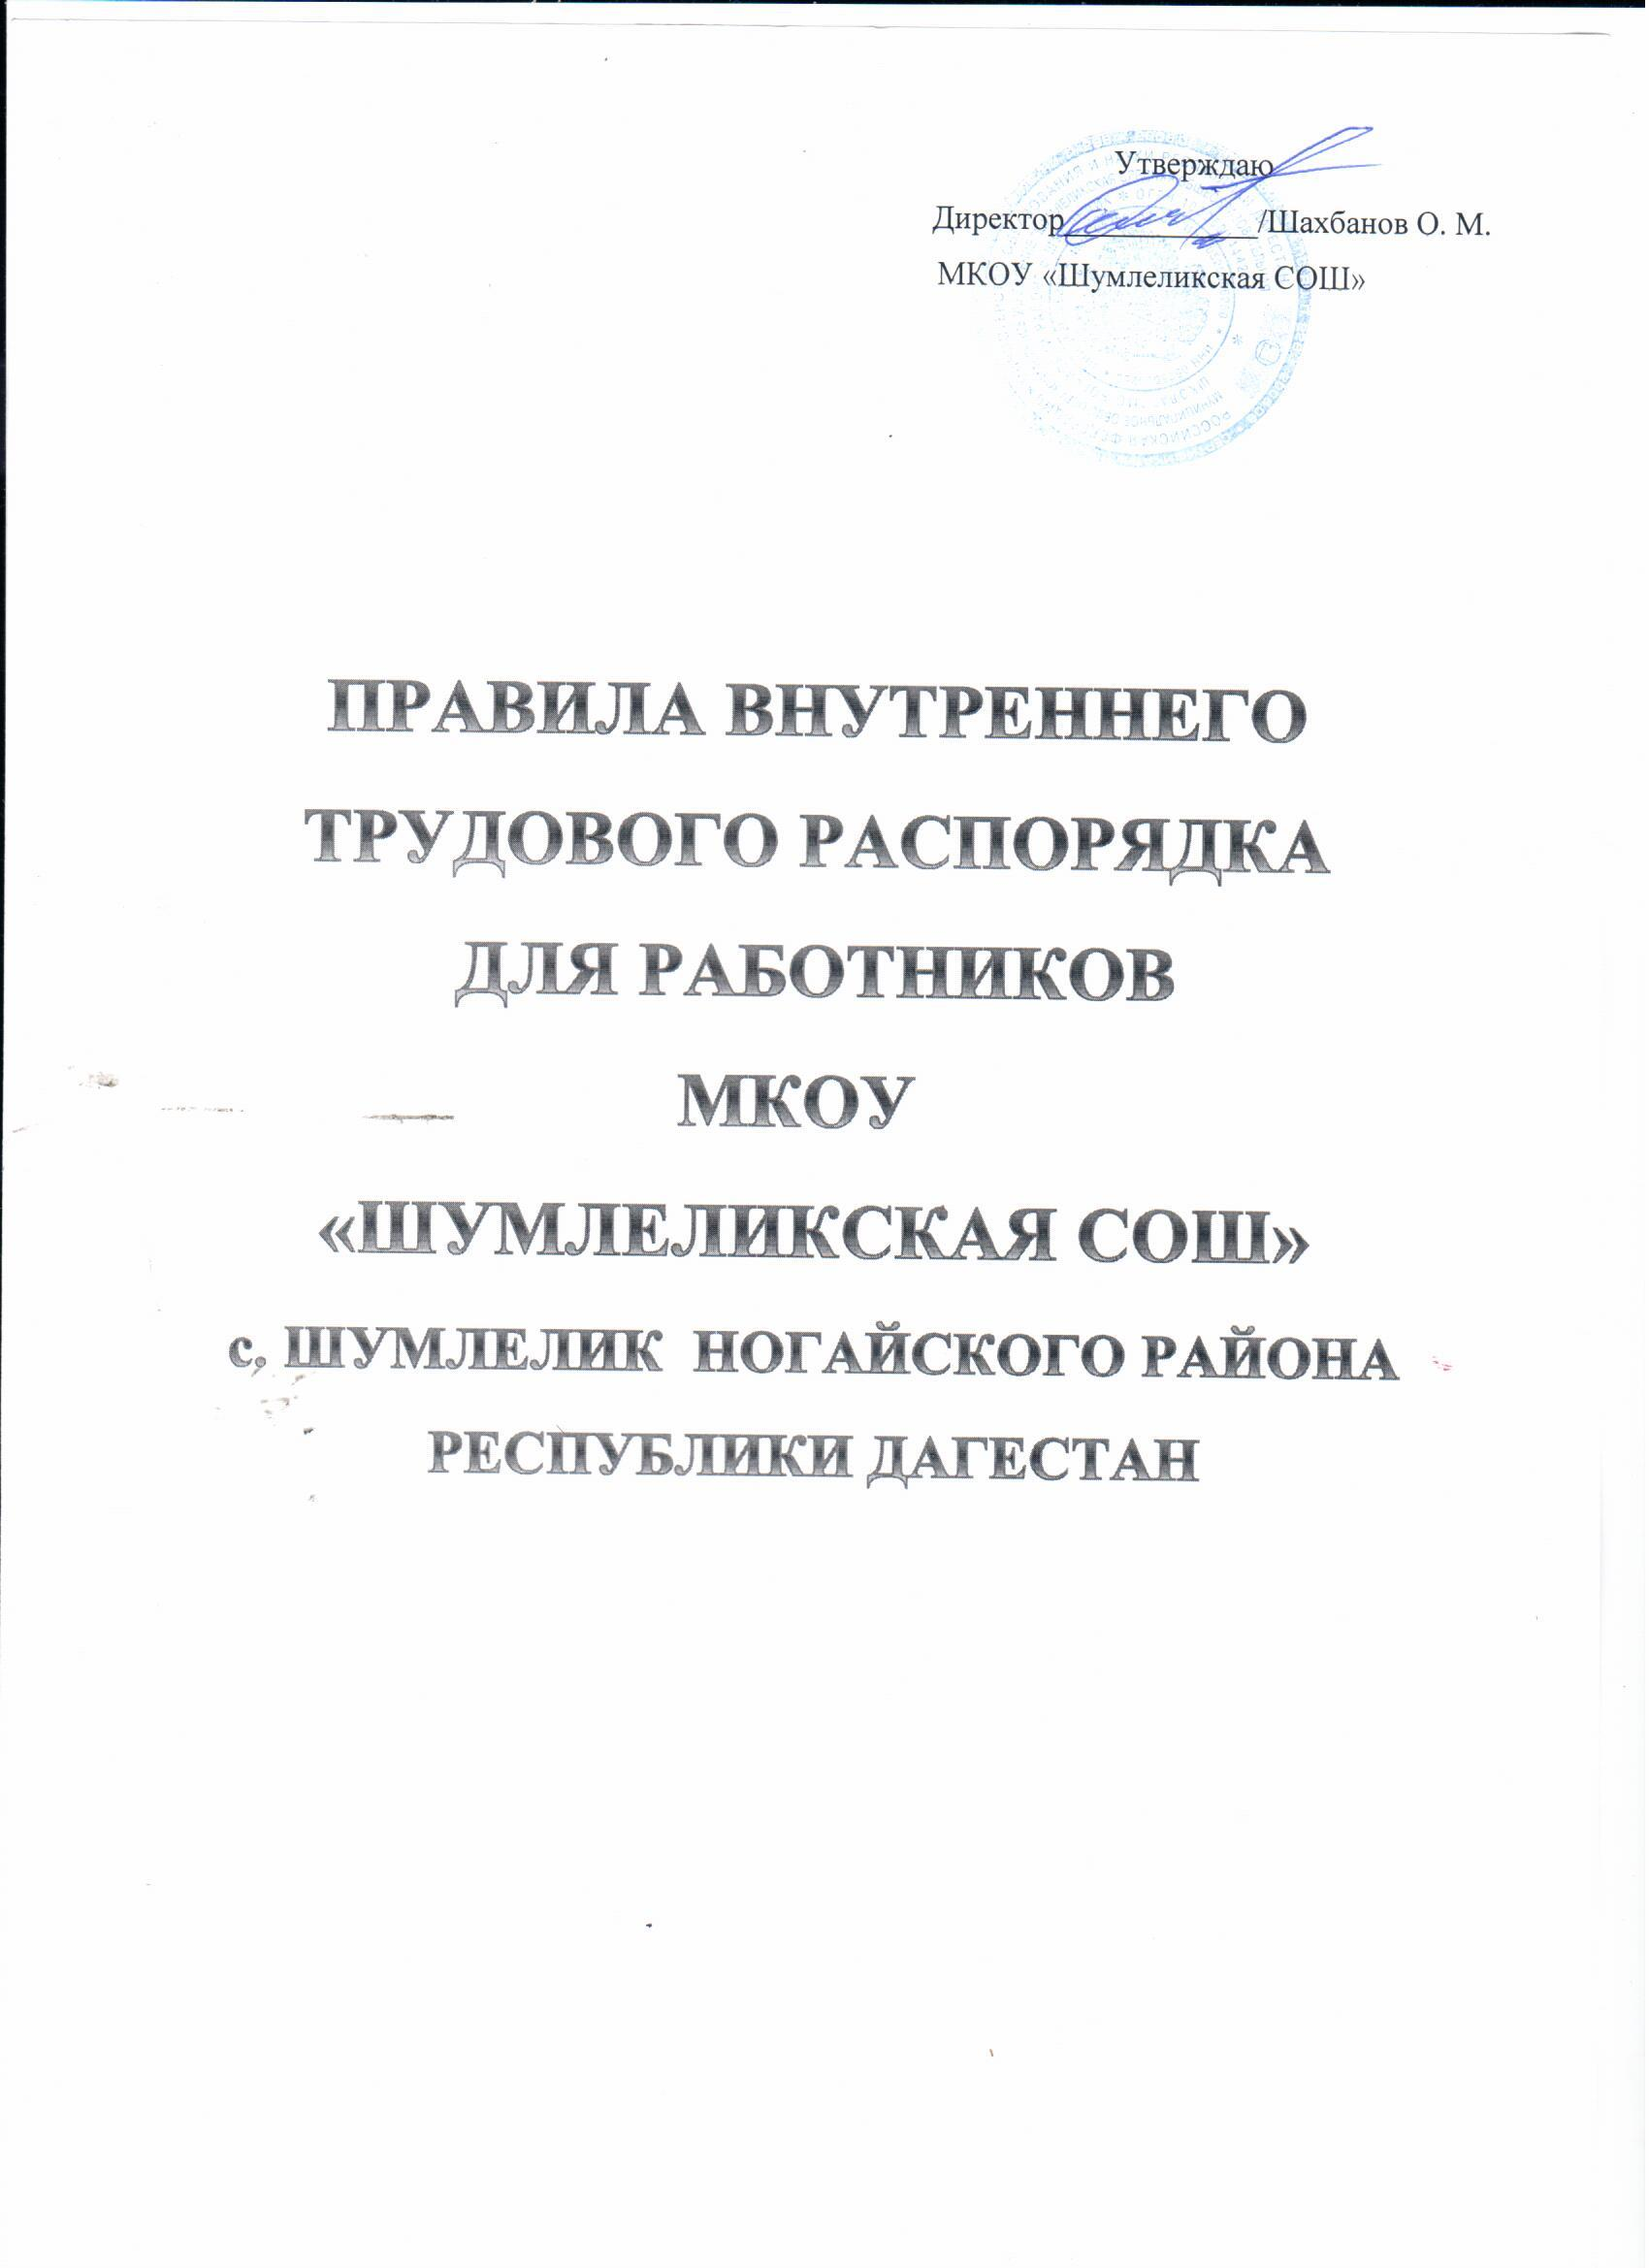 Утверждаю
Директор____________/Шахбанов О. М.
МКОУ «Шумлеликская СОШ»
ПРАВИЛА ВНУТРЕННЕГО
ТРУДОВОГО РАСПОРЯДКА
ДЛЯ РАБОТНИКОВ
МКОУ
«ШУМЛЕЛИКСКАЯ СОШ»
с. ШУМЛЕЛИК НОГАЙСКОГО РАЙОНА
РЕСПУБЛИКИ ДАГЕСТАН